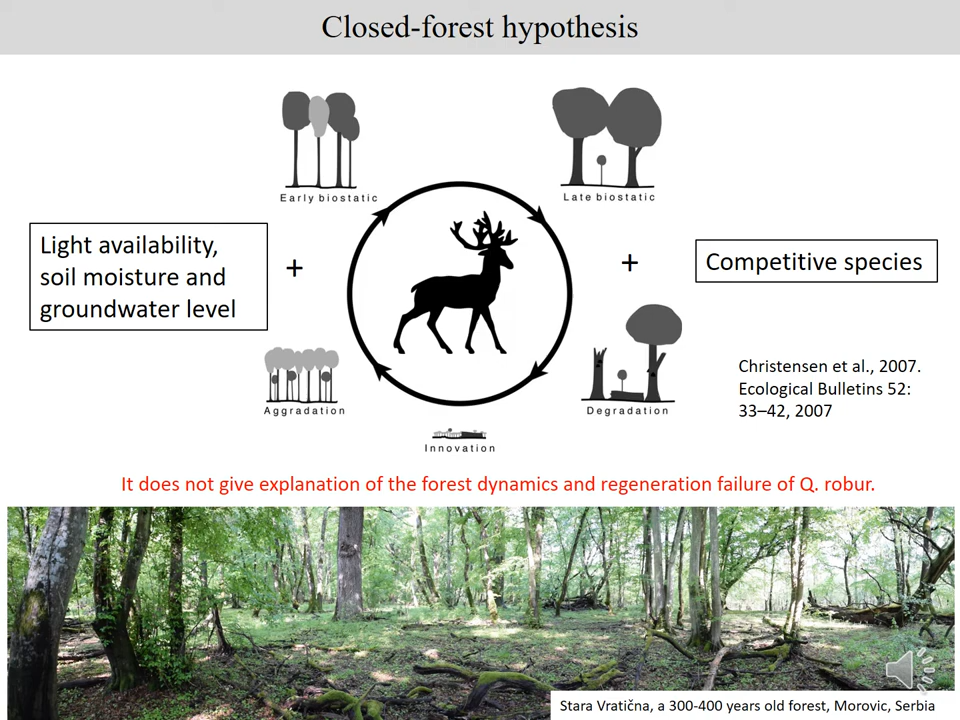 Closed-forest hypothesis
Early biostatic
Late biostatic
Light availability,
soil moisture and
groundwater level
+
+
Competitive species
Aggradation
Degradation
Innovation
Christensen et al., 2007.
Ecological Bulletins 52:
33–42, 2007
It does not give explanation of the forest dynamics and regeneration failure of Q. robur.
Stara Vratična, a 300-400 years old forest, Morovic, Serbia